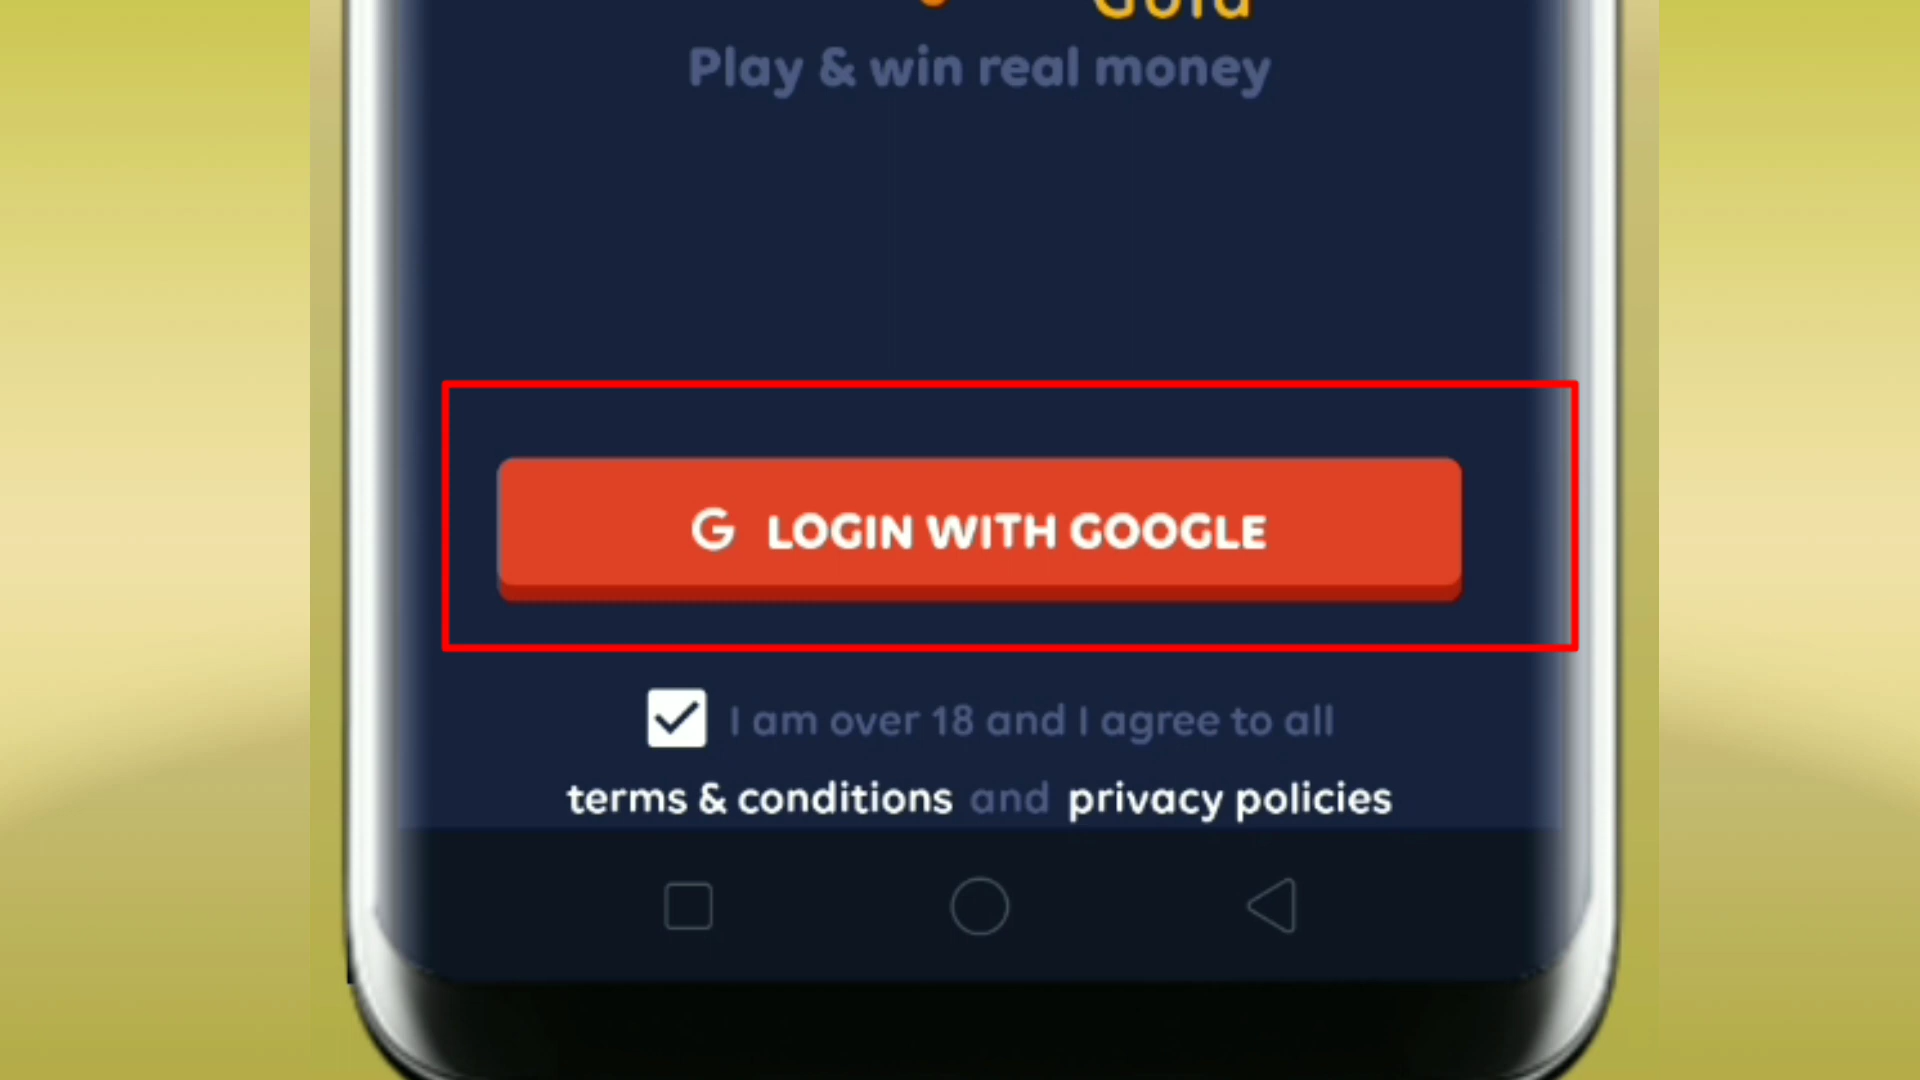 Gold
Play & win real money
G LOGIN WITH GOOGLE
I am over 18 and I agree to all
terms & conditions and privacy policies